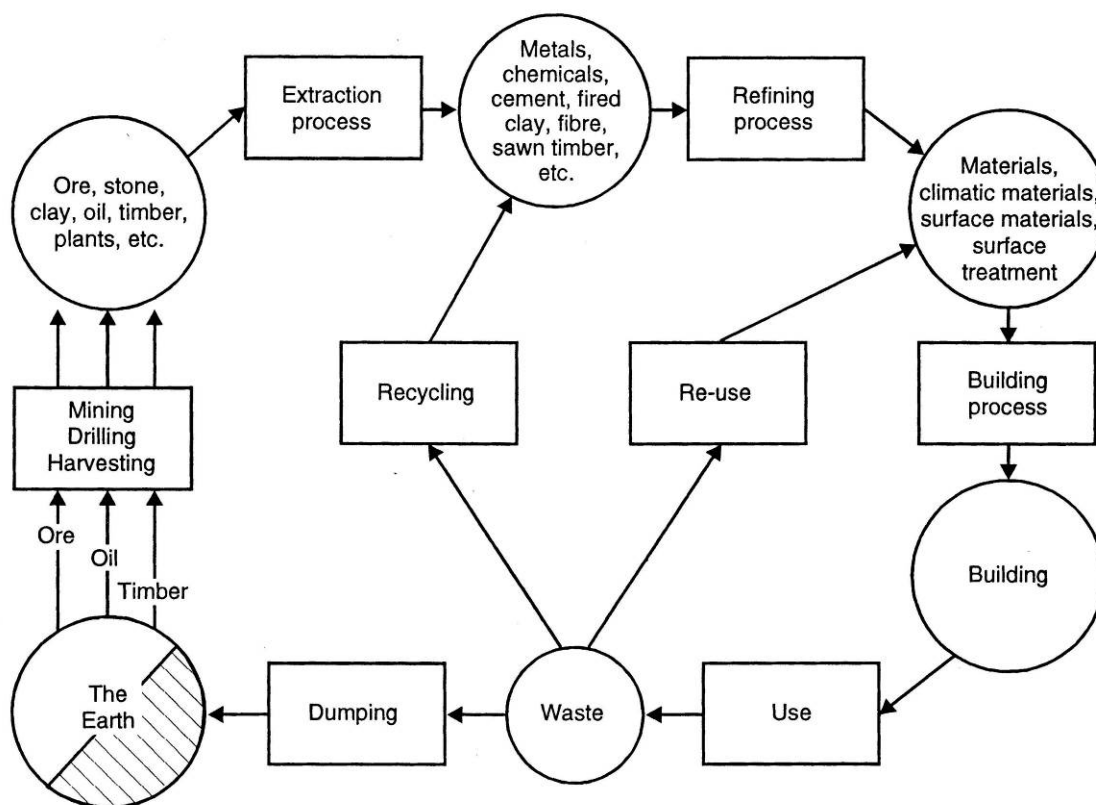 Extraction
process
Metals,
chemicals,
cement, fired
clay, fibre,
sawn timber,
etc.
Refining
process
Ore, stone,
clay, oil, timber,
plants, etc.
Materials,
climatic materials,
surface materials,
surface
treatment
Mining
Drilling
Harvesting
Recycling
Re-use
Building
process
Ore
Oil
Timber
Building
The
Earth
Dumping
Waste
Use